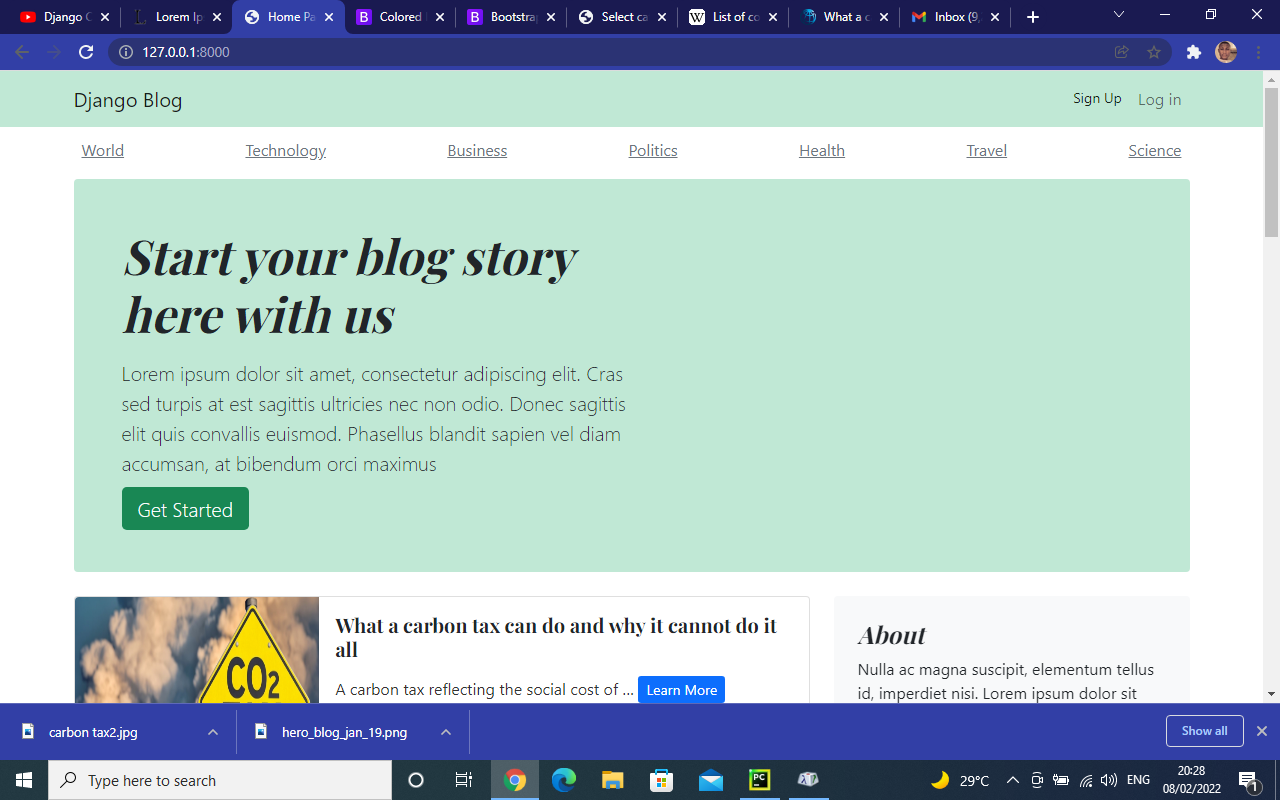 Django C
Lorem Ip
Home Pa
Colored
Bootstrap
Select ca
List of co
What a c
Inbox (9,
127.0.0.1:8000
Django Blog
Sign Up
Log in
World
Technology
Business
Politics
Health
Travel
Science
Start your blog story
here with us
Lorem ipsum dolor sit amet, consectetur adipiscing elit. Cras
sed turpis at est sagittis ultricies nec non odio. Donec sagittis
elit quis convallis euismod. Phasellus blandit sapien vel diam
accumsan, at bibendum orci maximus
Get Started
CO2
What a carbon tax can do and why it cannot do it
all
A carbon tax reflecting the social cost of ... Learn More
About
Nulla ac magna suscipit, elementum tellus
id, imperdiet nisi. Lorem ipsum dolor sit
carbon tax2.jpg
hero_blog_jan_19.png
Show all
Type here to search
PC
29°C
ENG
20:28
08/02/2022
1